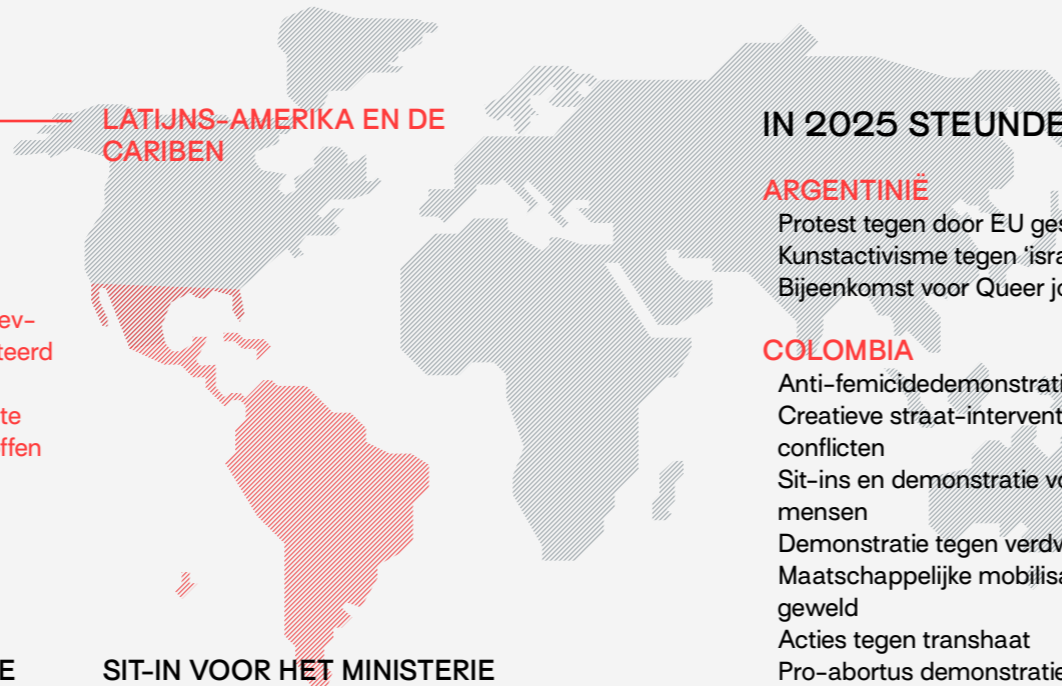 LATIJNS-AMERIKA EN DE
CARIBEN
ev-
teerd
te
ffen
E
SIT-IN VOOR HET MINISTERIE
IN 2025 STEUNDE
ARGENTINIË
Protest tegen door EU ges
Kunstactivisme tegen ‘isra
Bijeenkomst voor Queer jo
COLOMBIA
Anti-femicidedemonstrati
Creatieve straat-intervent
conflicten
Sit-ins en demonstratie vo
mensen
Demonstratie tegen verdv
Maatschappelijke mobilisa
geweld
Acties tegen transhaat
Pro-abortus demonstratie